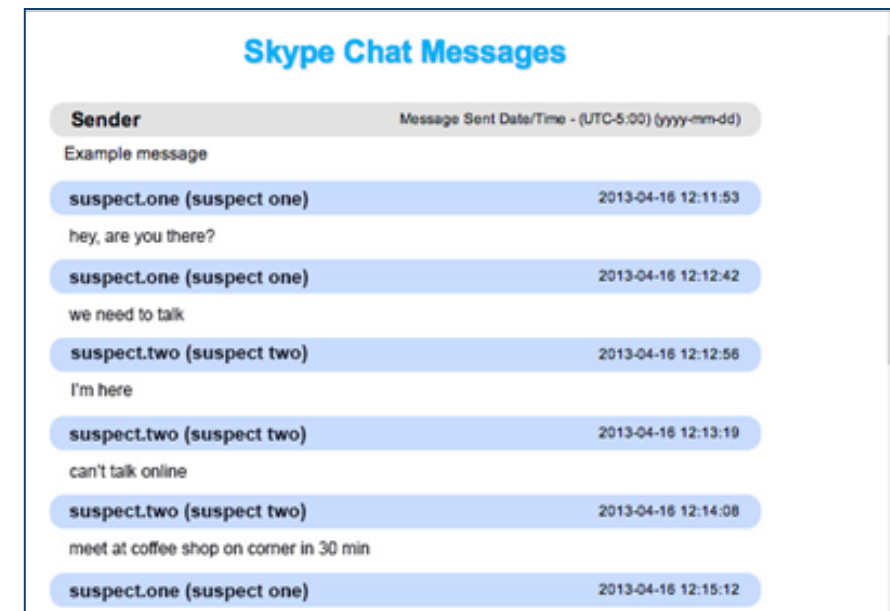 Skype Chat Messages
Sender Message Sent Date/Time - (UTC-5:00) (yyyy-mm-dd)
Example message
suspect.one (suspect one) 2013-04-16 12:11:53
hey, are you there?
suspect.one (suspect one) 2013-04-16 12:12:42
we need to talk
suspect.two (suspect two) 2013-04-16 12:12:56
I'm here
suspect.two (suspect two) 2013-04-16 12:13:19
can't talk online
suspect.two (suspect two) 2013-04-16 12:14:08
meet at coffee shop on corner in 30 min
suspect.one (suspect one) 2013-04-16 12:15:12